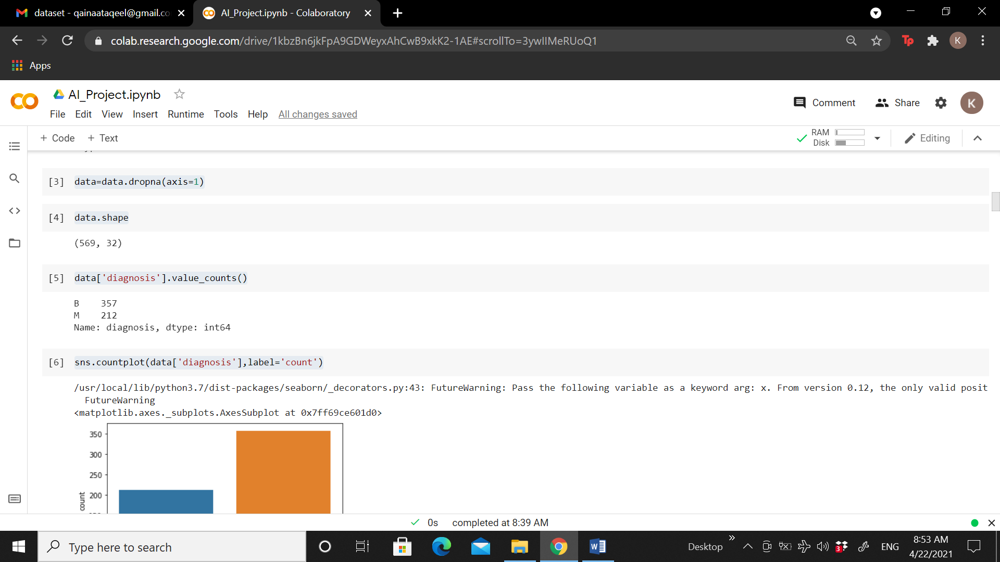 dataset - qainaataqeel@gmail.co
AI_Project.ipynb - Colaboratory
colab.research.google.com/drive/1kbzBn6jkFpA9GDWeyxAhCwB9xkK2-1AE#scrollTo=3ywIIMeRUoQ1
Tp
K
Apps
AI_Project.ipynb
File Edit View Insert Runtime Tools Help All changes saved
Comment
Share
K
+ Code + Text
RAM
Disk
Editing
[3] data=data.dropna(axis=1)
[4] data.shape
(569, 32)
[5] data['diagnosis'].value_counts()
B 357
M 212
Name: diagnosis, dtype: int64
[6] sns.countplot(data['diagnosis'],label='count')
/usr/local/lib/python3.7/dist-packages/seaborn/_decorators.py:43: FutureWarning: Pass the following variable as a keyword arg: x. From version 0.12, the only valid posit
FutureWarning
<matplotlib.axes._subplots.AxesSubplot at 0x7ff69ce601d0>
350
300
250
200
count
0s completed at 8:39 AM
Type here to search
W
Desktop
3
ENG
8:53 AM
4/22/2021